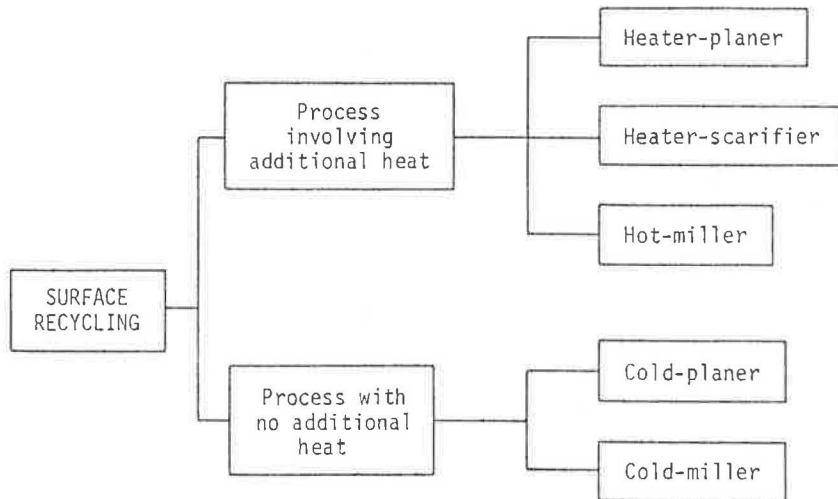 Heater-planer
Process
involving
additional heat
Heater-scarifier
Hot-miller
SURFACE
RECYCLING
Process with
no additional
heat
Cold-planer
Cold-miller